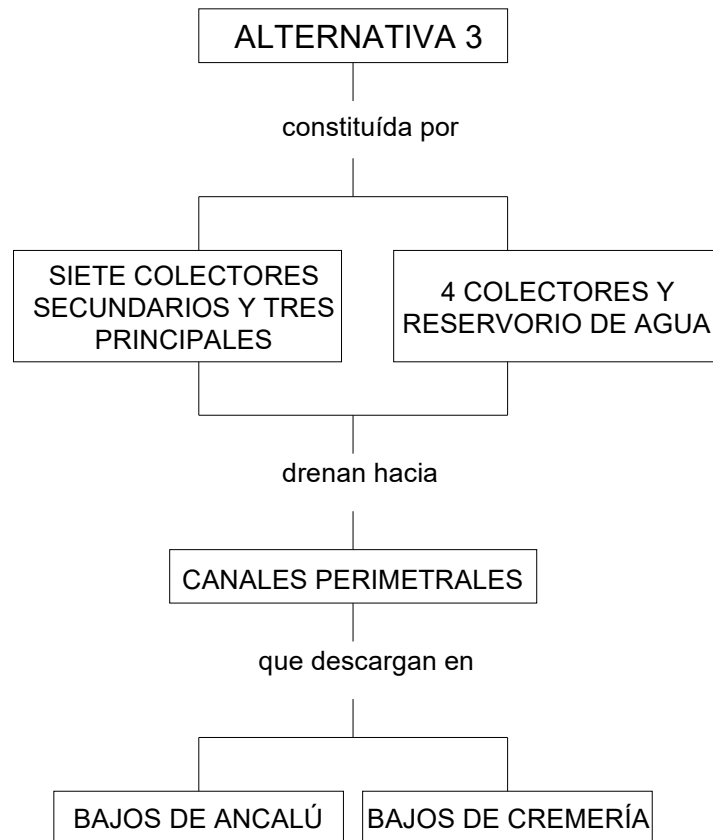 ALTERNATIVA 3
constituída por
SIETE COLECTORES
SECUNDARIOS Y TRES
PRINCIPALES
4 COLECTORES Y
RESERVORIO DE AGUA
drenan hacia
CANALES PERIMETRALES
que descargan en
BAJOS DE ANCALÚ
BAJOS DE CREMERÍA